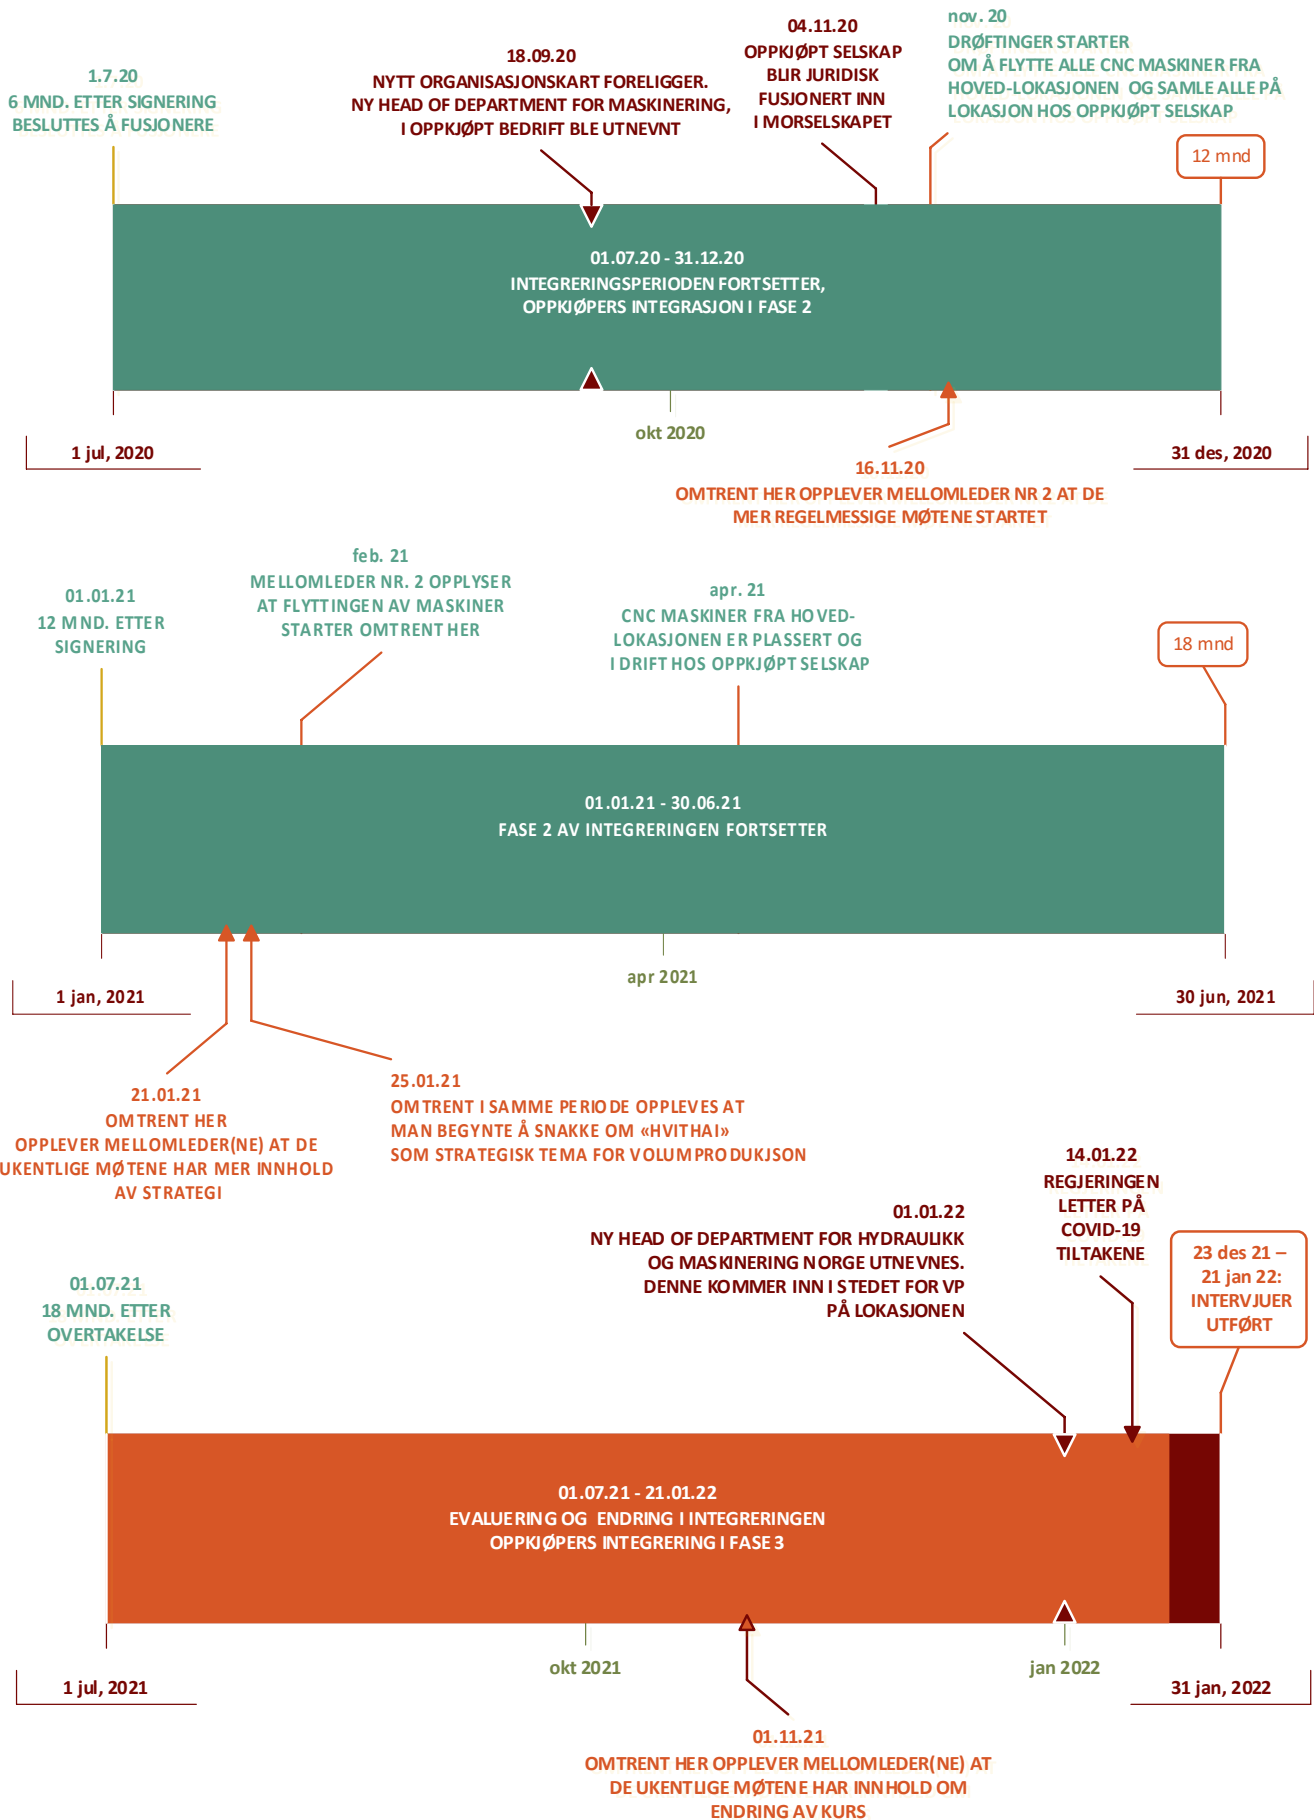 1.7.20
6 MND. ETTER SIGNERING
BESLUTTES Å FUSJONERE
18.09.20
NYTT ORGANISASJONSKART FORELIGGER.
NY HEAD OF DEPARTMENT FOR MASKINERING,
I OPPKJØPT BEDRIFT BLE UTNEVNT
04.11.20
OPPKJØPT SELSKAP
BLIR JURIDISK
FUSJONERT INN
I MORSELSKAPET
nov. 20
DRØFTINGER STARTER
OM Å FLYTTE ALLE CNC MASKINER FRA
HOVED-LOKASJONEN OG SAMLE ALLE PÅ
LOKASJON HOS OPPKJØPT SELSKAP
12 mnd
01.07.20 - 31.12.20
INTEGRERINGSPERIODEN FORTSETTER,
OPPKJØPERS INTEGRASJON I FASE 2
okt 2020
1 jul, 2020
31 des, 2020
16.11.20
OMTRENT HER OPPLEVER MELLOMLEDER NR 2 AT DE
MER REGELMESSIGE MØTENE STARTET
01.01.21
12 MND. ETTER
SIGNERING
feb. 21
MELLOMLEDER NR. 2 OPPLYSER
AT FLYTTINGEN AV MASKINER
STARTER OMTRENT HER
apr. 21
CNC MASKINER FRA HOVED-
LOKASJONEN ER PLASSERT OG
I DRIFT HOS OPPKJØPT SELSKAP
18 mnd
01.01.21 - 30.06.21
FASE 2 AV INTEGRERINGEN FORTSETTER
apr 2021
1 jan, 2021
30 jun, 2021
21.01.21
OMTRENT HER
OPPLEVER MELLOMLEDER(NE) AT DE
UKENTLIGE MØTENE HAR MER INNHOLD
AV STRATEGI
25.01.21
OMTRENT I SAMME PERIODE OPPLEVES AT
MAN BEGYNTE Å SNAKKE OM «HVITHAI»
SOM STRATEGISK TEMA FOR VOLUMPRODUKJSON
01.07.21
18 MND. ETTER
OVERTAKELSE
01.01.22
NY HEAD OF DEPARTMENT FOR HYDRAULIKK
OG MASKINERING NORGE UTNEVNES.
DENNE KOMMER INN I STEDET FOR VP
PÅ LOKASJONEN
14.01.22
REGJERINGEN
LETTER PÅ
COVID-19
TILTAKENE
23 des 21 –
21 jan 22:
INTERVJUER
UTFØRT
01.07.21 - 21.01.22
EVALUERING OG ENDRING I INTEGRERINGEN
OPPKJØPERS INTEGRERING I FASE 3
okt 2021
jan 2022
1 jul, 2021
31 jan, 2022
01.11.21
OMTRENT HER OPPLEVER MELLOMLEDER(NE) AT
DE UKENTLIGE MØTENE HAR INNHOLD OM
ENDRING AV KURS